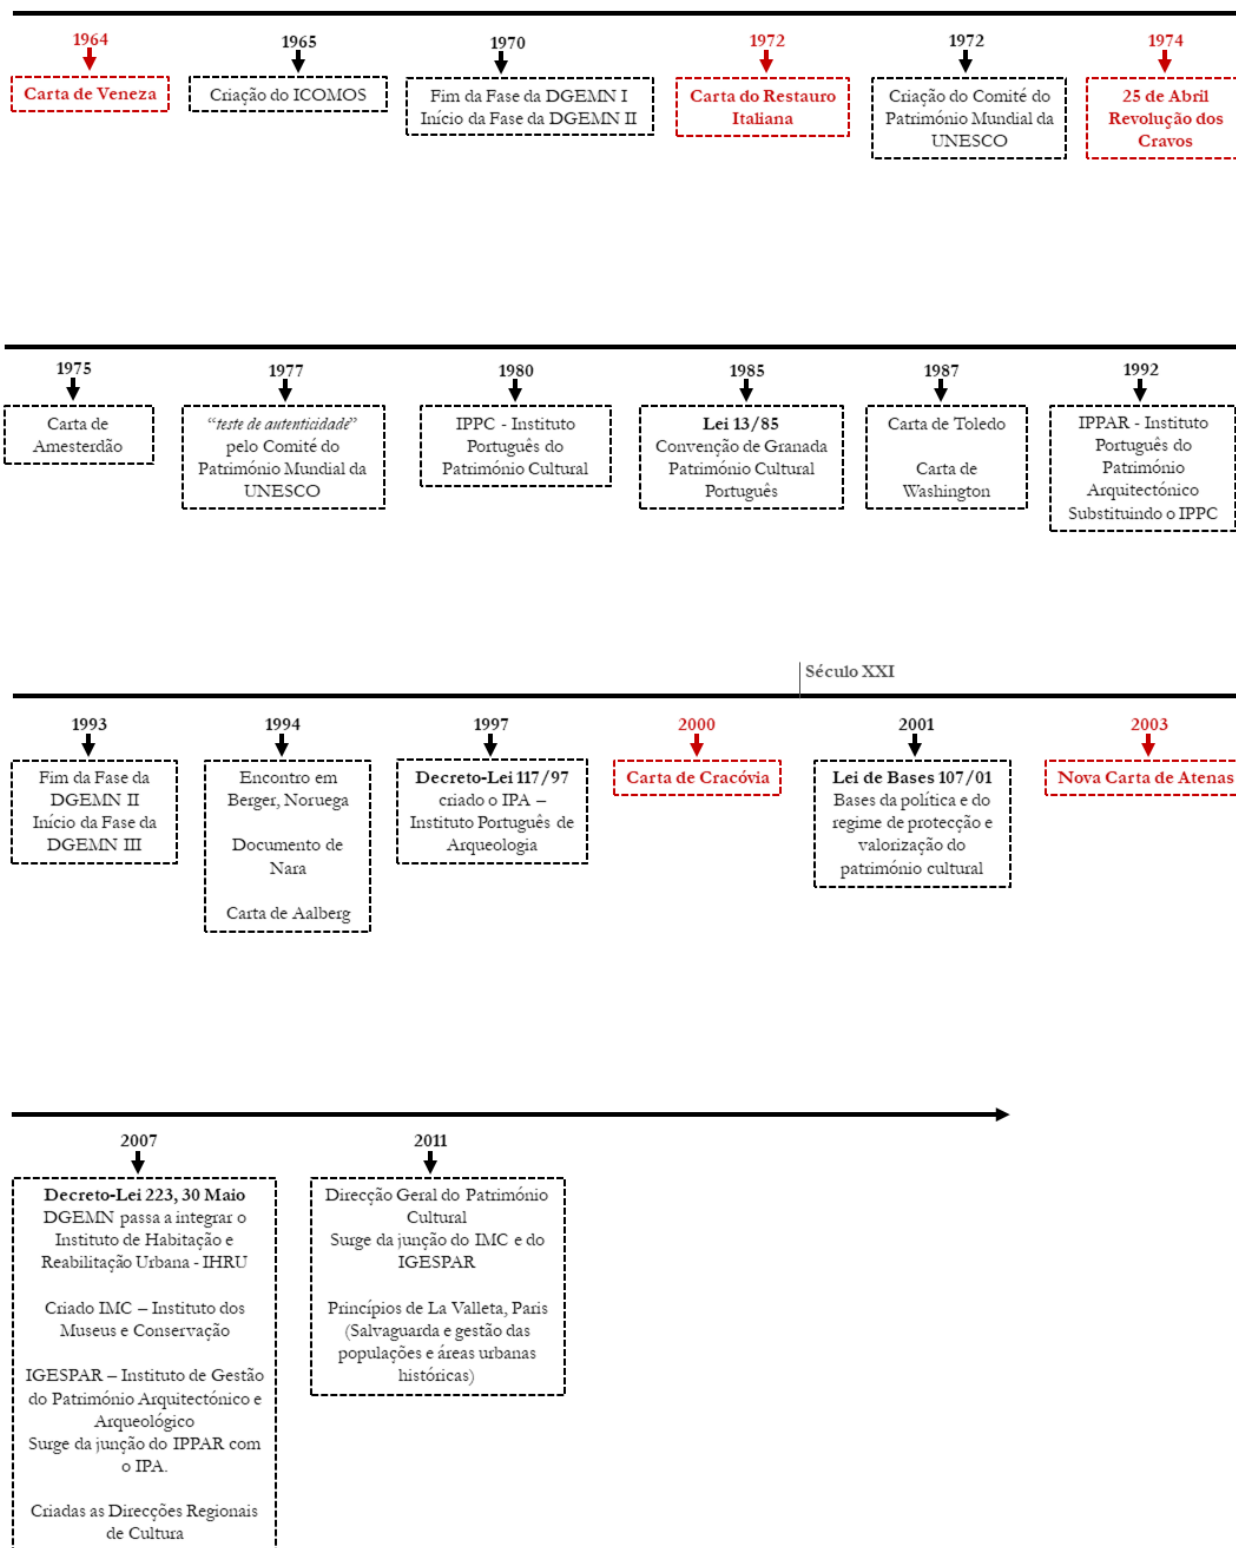 1964
Carta de Veneza
1965
Criação do ICOMOS
1970
Fim da Fase da DGEMN I
Início da Fase da DGEMN II
1972
Carta do Restauro
Italiana
1972
Criação do Comité do
Património Mundial da
UNESCO
1974
25 de Abril
Revolução dos
Cravos
1975
Carta de
Amesterdão
1977
“teste de autenticidade”
pelo Comité do
Património Mundial da
UNESCO
1980
IPPC - Instituto
Português do
Património Cultural
1985
Lei 13/85
Convenção de Granada
Património Cultural
Português
1987
Carta de Toledo
Carta de
Washington
1992
IPPAR - Instituto
Português do
Património
Arquitectónico
Substituindo o IPPC
Século XXI
1993
Fim da Fase da
DGEMN II
Início da Fase da
DGEMN III
1994
Encontro em
Berger, Noruega
Documento de
Nara
Carta de Aalberg
1997
Decreto-Lei 117/97
criado o IPA –
Instituto Português de
Arqueologia
2000
Carta de Cracóvia
2001
Lei de Bases 107/01
Bases da política e do
regime de protecção e
valorização do
património cultural
2003
Nova Carta de Atenas
2007
Decreto-Lei 223, 30 Maio
DGEMN passa a integrar o
Instituto de Habitação e
Reabilitação Urbana - IHRU
Criado IMC – Instituto dos
Museus e Conservação
IGESPAR – Instituto de Gestão
do Património Arquitectónico e
Arqueológico
Surge da junção do IPPAR com
o IPA.
Criadas as Direcções Regionais
de Cultura
2011
Direcção Geral do Património
Cultural
Surge da junção do IMC e do
IGESPAR
Princípios de La Valleta, Paris
(Salvaguarda e gestão das
populações e áreas urbanas
históricas)